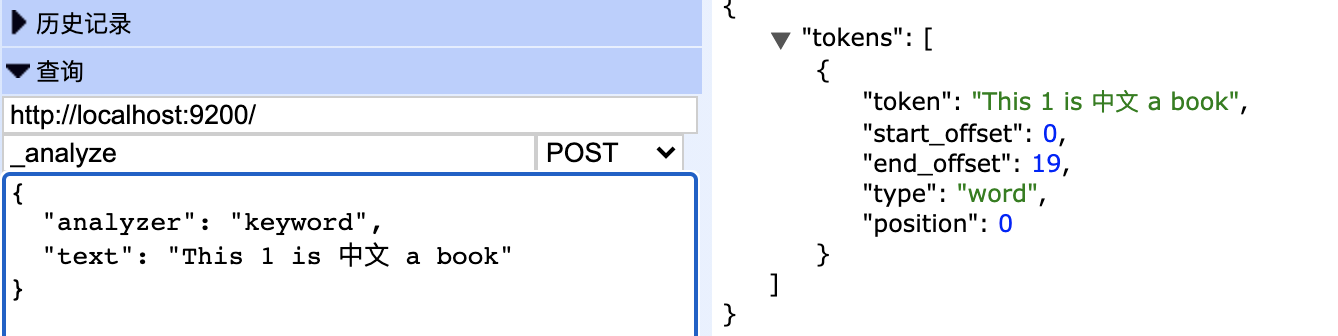 历史记录
查询
http://localhost:9200/
_analyze
POST
{
"analyzer": "keyword",
"text": "This 1 is 中文 a book"
}
{
"tokens": [
{
"token": "This 1 is 中文 a book",
"start_offset": 0,
"end_offset": 19,
"type": "word",
"position": 0
}
]
}